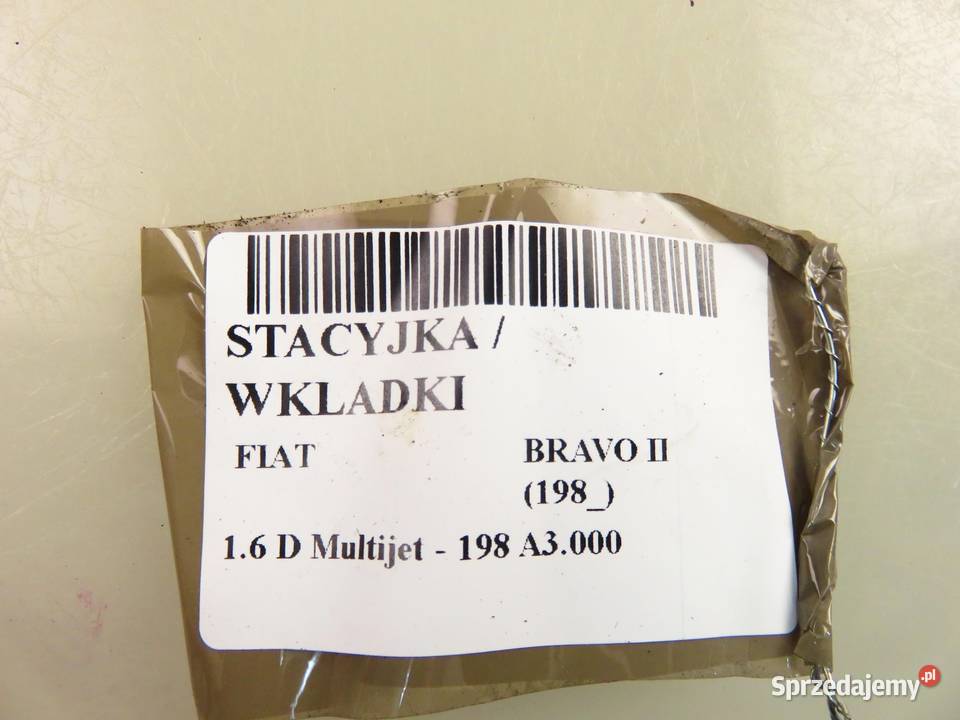 STACYJKA /
WKLADKI
FIAT BRAVO II
(198_)
1.6 D Multijet - 198 A3.000
Sprzedajemy.pl